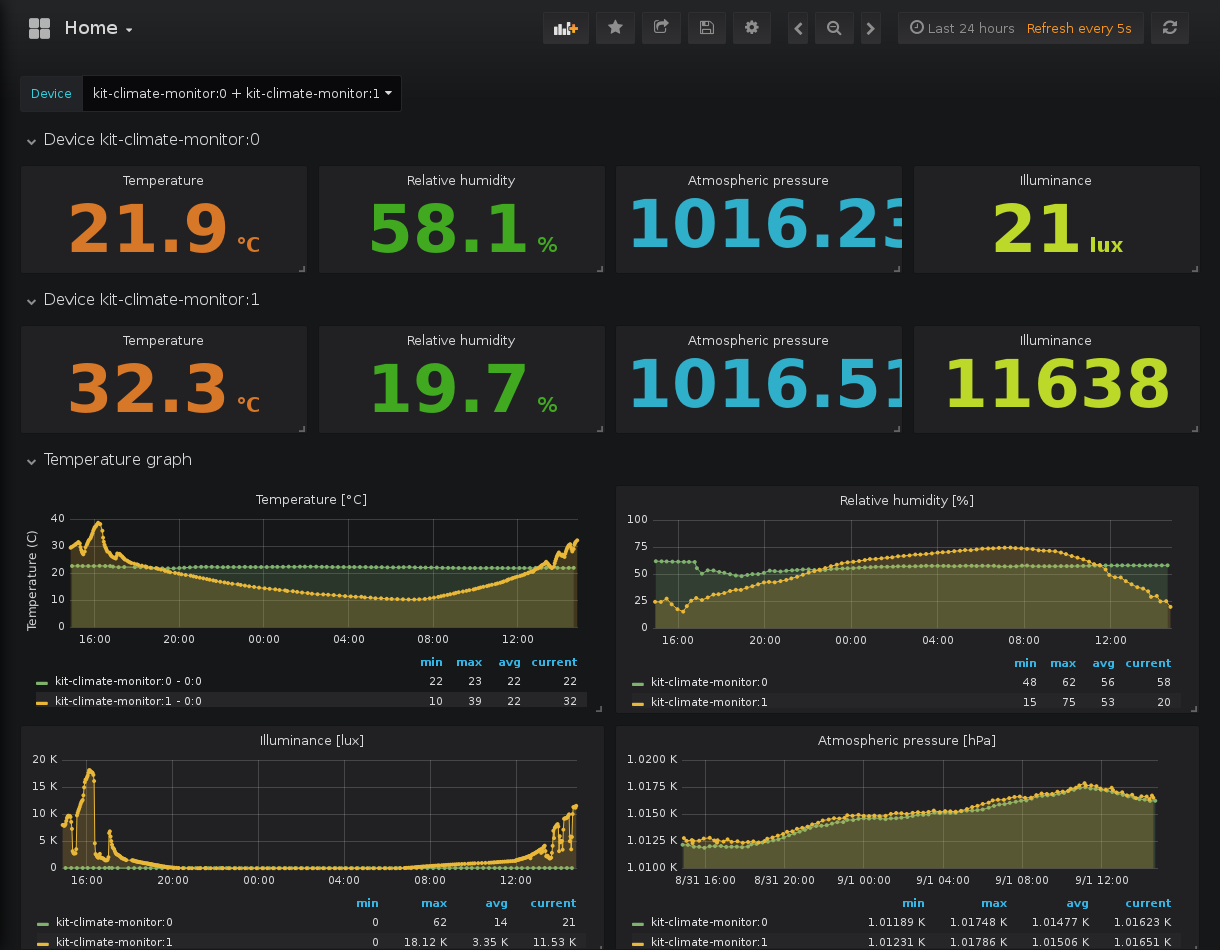 Home
Last 24 hours Refresh every 5s
Device kit-climate-monitor:0 + kit-climate-monitor:1
Device kit-climate-monitor:0
Temperature Relative humidity Atmospheric pressure Illuminance
21.9 °C 58.1 % 1016.23 21 lux
Device kit-climate-monitor:1
Temperature Relative humidity Atmospheric pressure Illuminance
32.3 °C 19.7 % 1016.51 11638
Temperature graph
Temperature [°C]
Temperature (C)
40
30
20
10
0
16:00 20:00 00:00 04:00 08:00 12:00
min max avg current
kit-climate-monitor:0 - 0:0 22 23 22 22
kit-climate-monitor:1 - 0:0 10 39 22 32
Relative humidity [%]
100
75
50
25
0
16:00 20:00 00:00 04:00 08:00 12:00
min max avg current
kit-climate-monitor:0 48 62 56 58
kit-climate-monitor:1 15 75 53 20
Illuminance [lux]
20 K
15 K
10 K
5 K
0
16:00 20:00 00:00 04:00 08:00 12:00
min max avg current
kit-climate-monitor:0 0 62 14 21
kit-climate-monitor:1 0 18.12 K 3.35 K 11.53 K
Atmospheric pressure [hPa]
1.0200 K
1.0175 K
1.0150 K
1.0125 K
1.0100 K
8/31 16:00 8/31 20:00 9/1 00:00 9/1 04:00 9/1 08:00 9/1 12:00
min max avg current
kit-climate-monitor:0 1.01189 K 1.01748 K 1.01477 K 1.01623 K
kit-climate-monitor:1 1.01231 K 1.01786 K 1.01506 K 1.01651 K